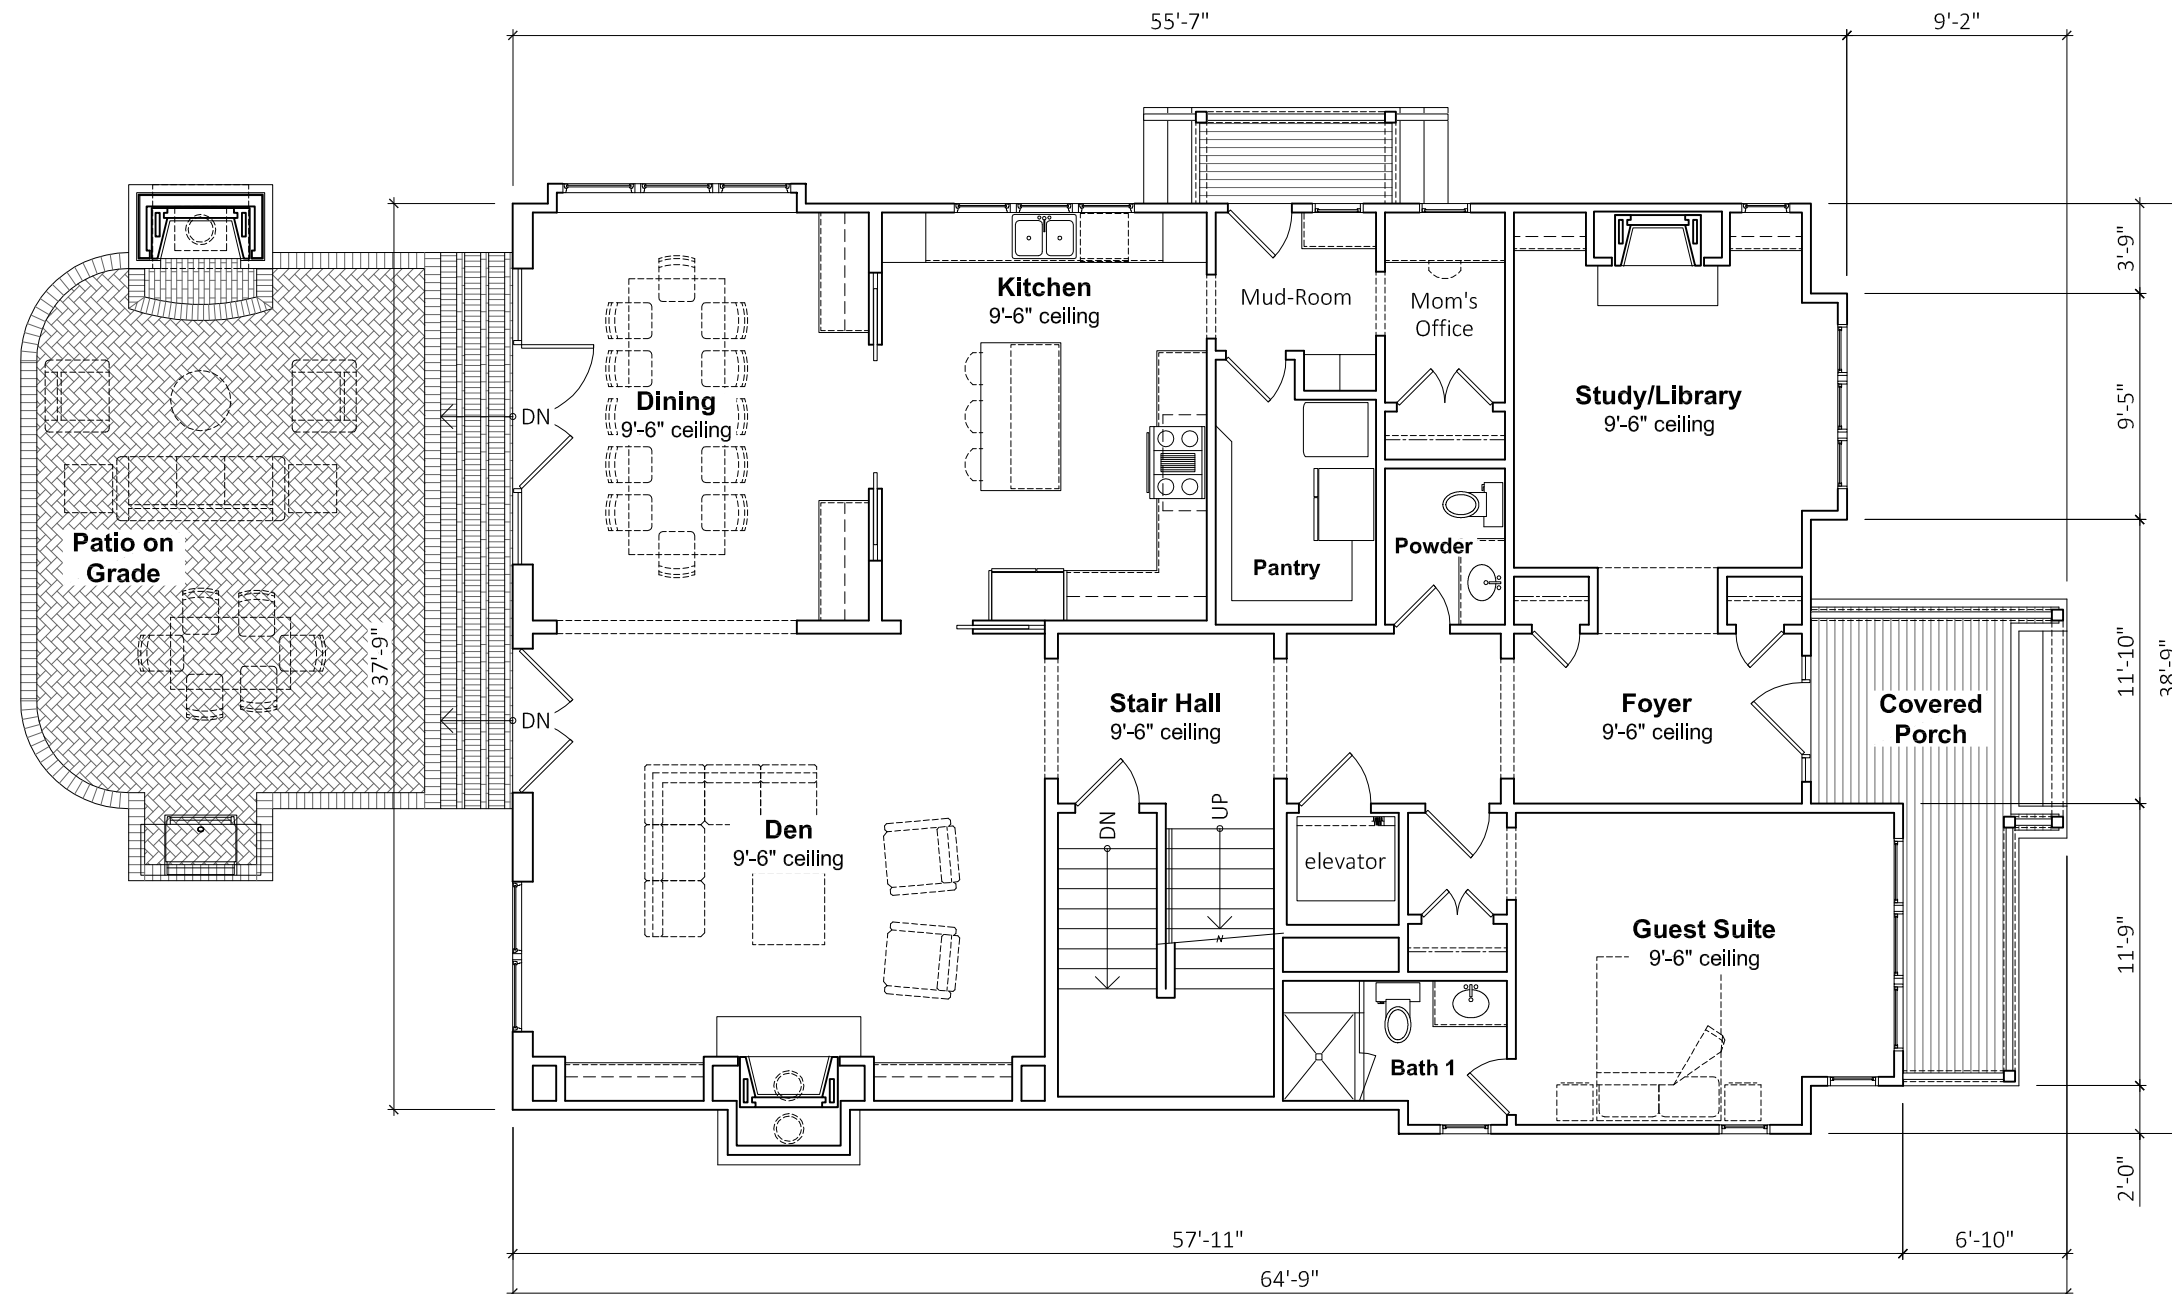 55'-7"
9'-2"
3'-9"
Kitchen
9'-6" ceiling
Mud-Room
Mom's
Office
Study/Library
9'-6" ceiling
9'-5"
Dining
9'-6" ceiling
DN
Patio on
Grade
Powder
Pantry
37'-9"
11'-10"
38'-9"
DN
Stair Hall
9'-6" ceiling
Foyer
9'-6" ceiling
Covered
Porch
Den
9'-6" ceiling
DN
UP
elevator
Guest Suite
9'-6" ceiling
11'-9"
Bath 1
2'-0"
57'-11"
6'-10"
64'-9"